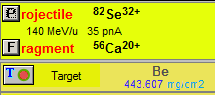 Projectile 82Se32+
140 MeV/u 35 pnA
Fragment 56Ca20+
T Target Be
443.607 mg/cm2